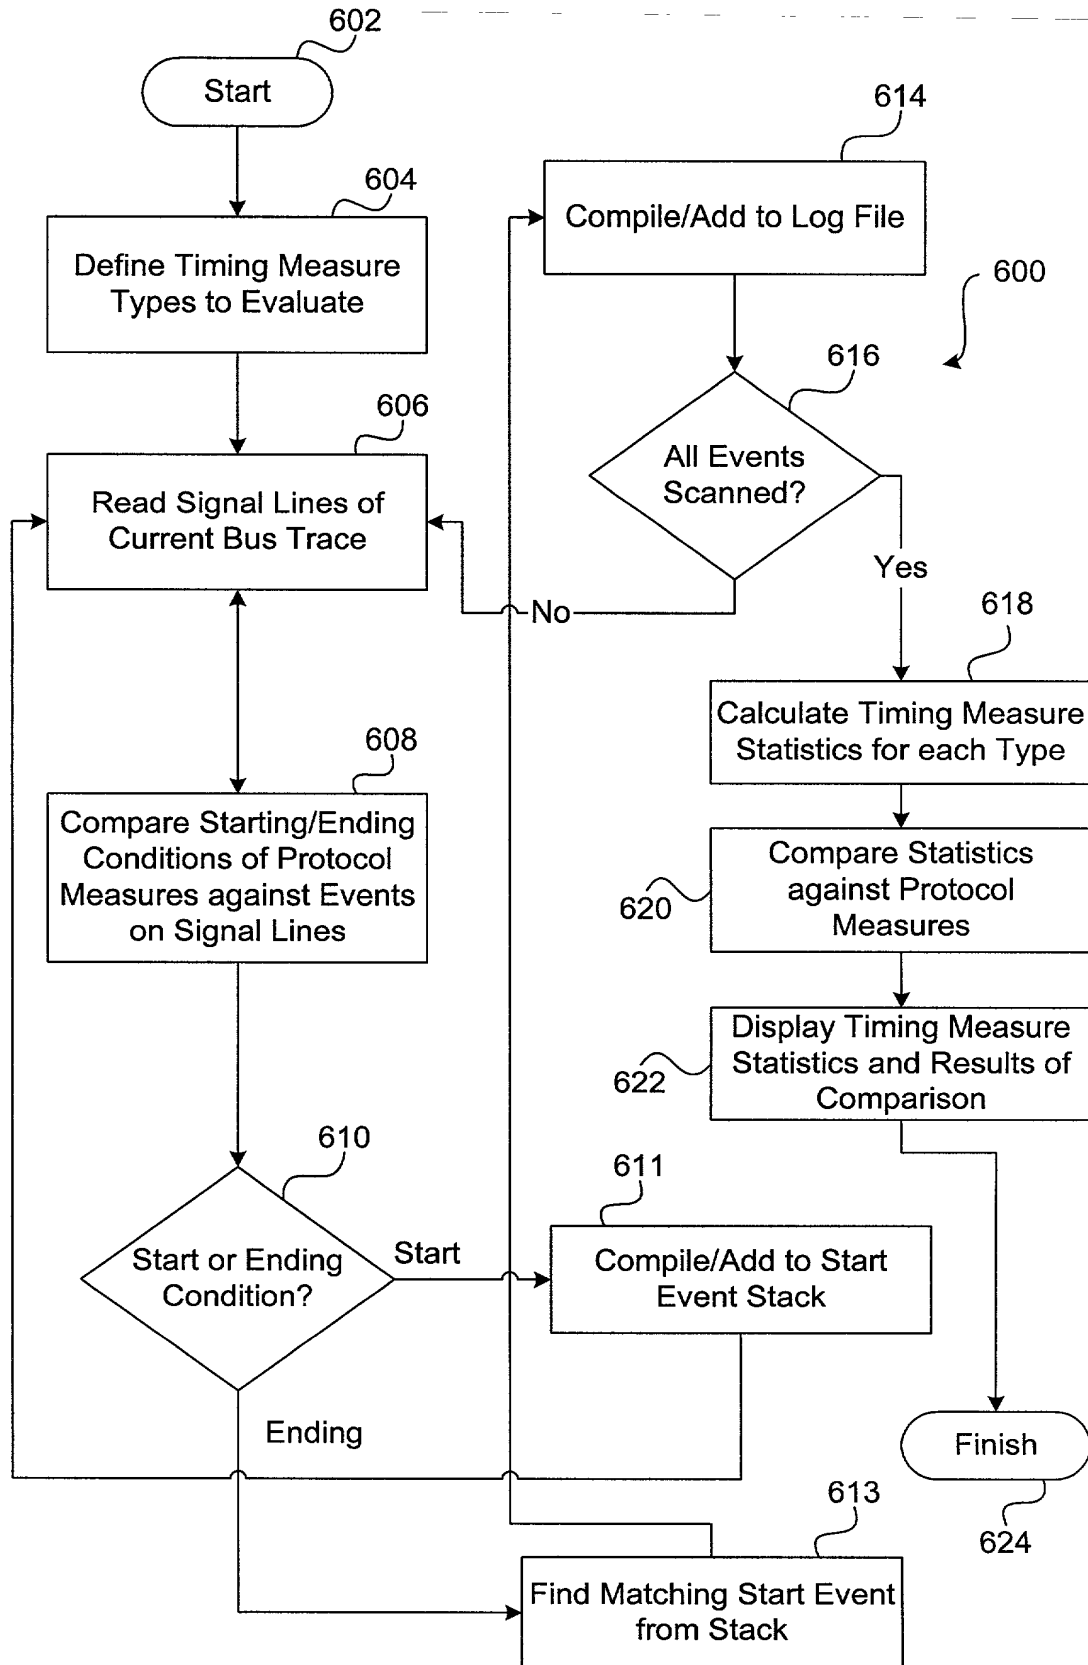 602
Start
604
Define Timing Measure
Types to Evaluate
606
Read Signal Lines of
Current Bus Trace
608
Compare Starting/Ending
Conditions of Protocol
Measures against Events
on Signal Lines
610
Start or Ending
Condition?
Start
Ending
611
Compile/Add to Start
Event Stack
613
Find Matching Start Event
from Stack
614
Compile/Add to Log File
600
616
All Events
Scanned?
No
Yes
618
Calculate Timing Measure
Statistics for each Type
620
Compare Statistics
against Protocol
Measures
622
Display Timing Measure
Statistics and Results of
Comparison
Finish
624